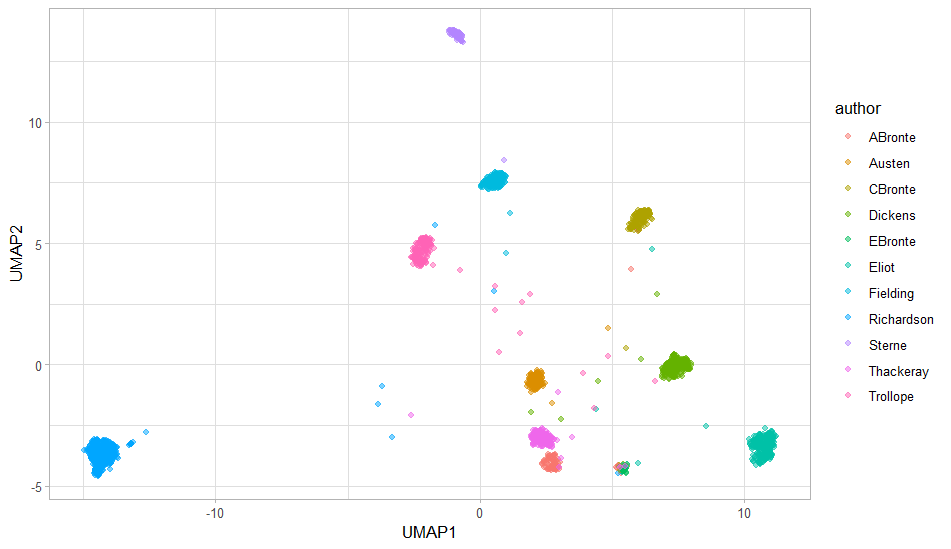 10
5
0
-5
UMAP2
-10
0
10
UMAP1
author
ABronte
Austen
CBronte
Dickens
EBronte
Eliot
Fielding
Richardson
Sterne
Thackeray
Trollope